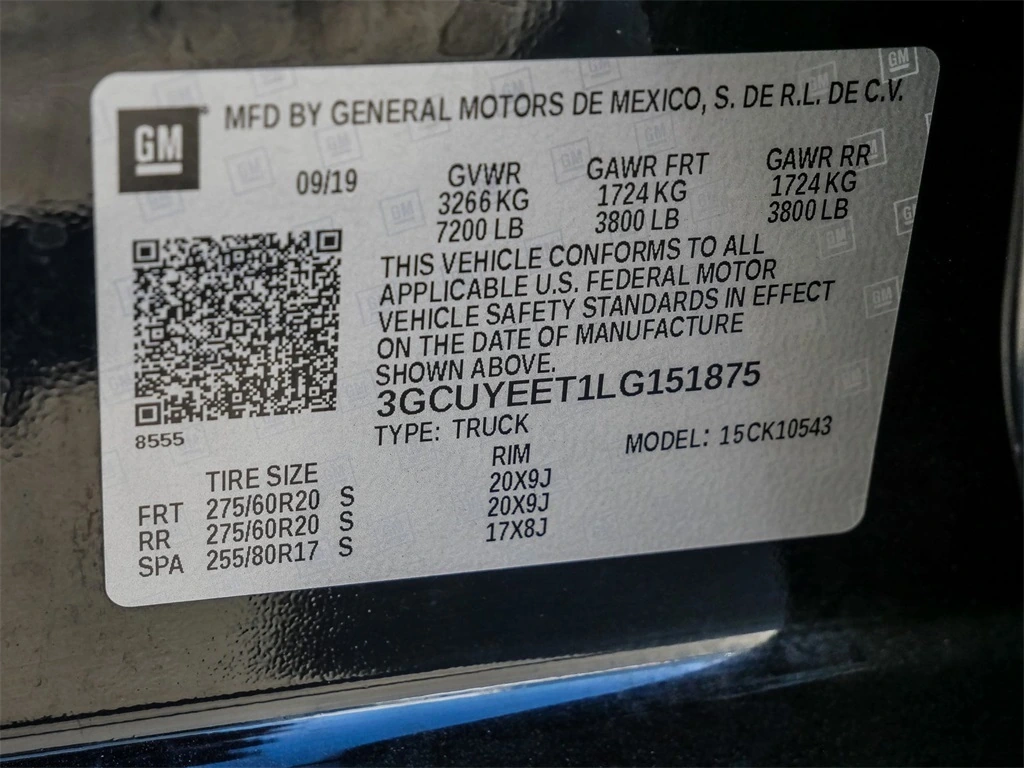 GM
MFD BY GENERAL MOTORS DE MEXICO, S. DE R.L. DE C.V.
09/19 GVWR GAWR FRT GAWR RR
3266 KG 1724 KG 1724 KG
7200 LB 3800 LB 3800 LB
THIS VEHICLE CONFORMS TO ALL
APPLICABLE U.S. FEDERAL MOTOR
VEHICLE SAFETY STANDARDS IN EFFECT
ON THE DATE OF MANUFACTURE
SHOWN ABOVE.
3GCUYEET1LG151875
8555
TYPE: TRUCK MODEL: 15CK10543
TIRE SIZE RIM
FRT 275/60R20 S 20X9J
RR 275/60R20 S 20X9J
SPA 255/80R17 S 17X8J